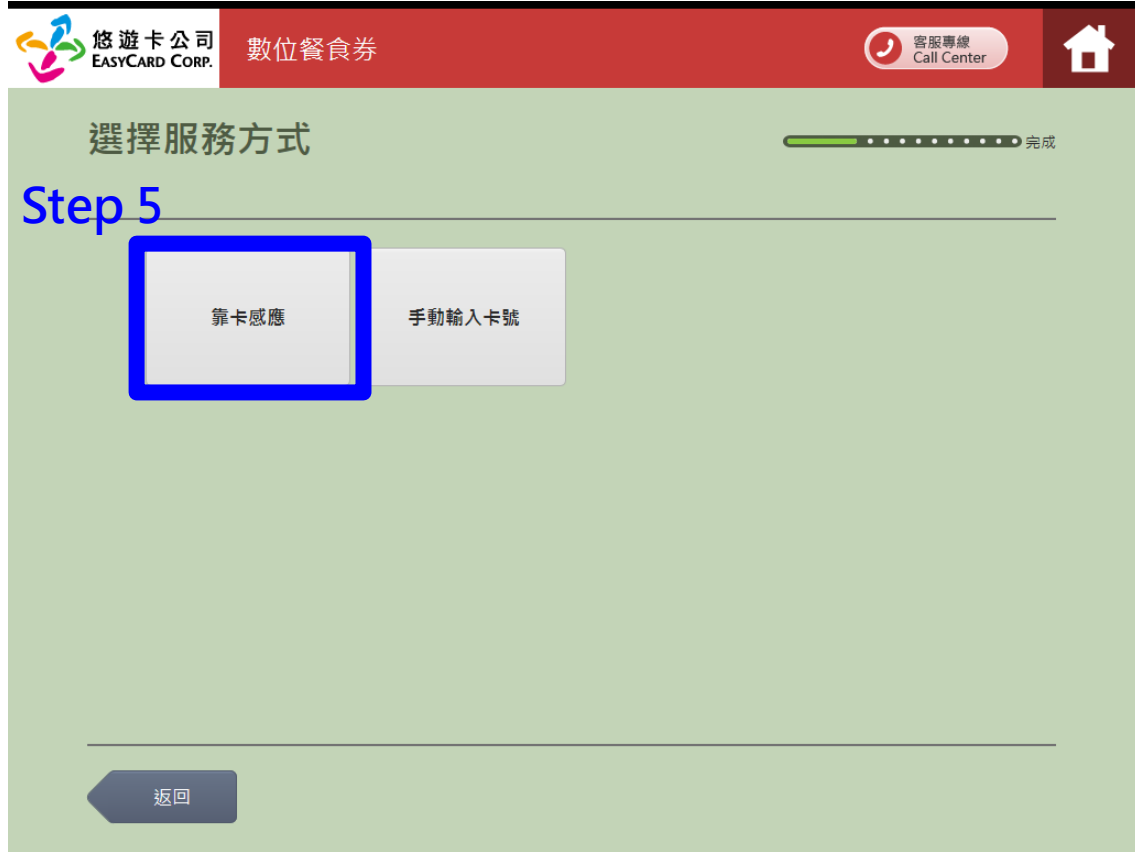 悠遊卡公司
EASYCARD CORP.
數位餐食券
客服專線
Call Center
選擇服務方式
完成
Step 5
靠卡感應
手動輸入卡號
返回